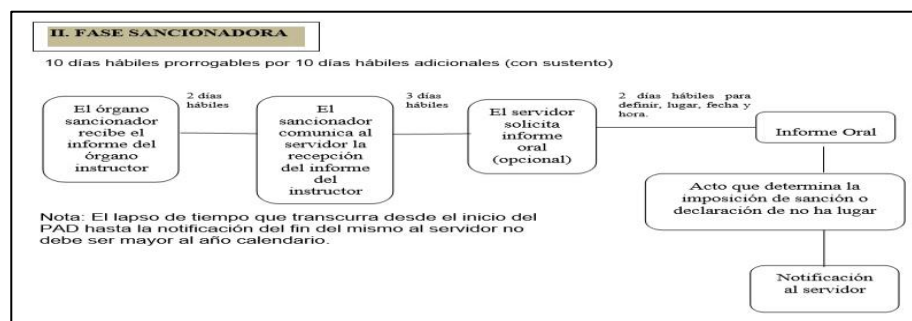 II. FASE SANCIONADORA
10 días hábiles prorrogables por 10 días hábiles adicionales (con sustento)
El órgano
sancionador
recibe el
informe del
órgano
instructor
2 días
hábiles
El
sancionador
comunica al
servidor la
recepción
del informe
del
instructor
3 días
hábiles
El servidor
solicita
informe
oral
(opcional)
2 días hábiles para
definir, lugar, fecha y
hora.
Informe Oral
Acto que determina la
imposición de sanción o
declaración de no ha lugar
Notificación
al servidor
Nota: El lapso de tiempo que transcurra desde el inicio del
PAD hasta la notificación del fin del mismo al servidor no
debe ser mayor al año calendario.